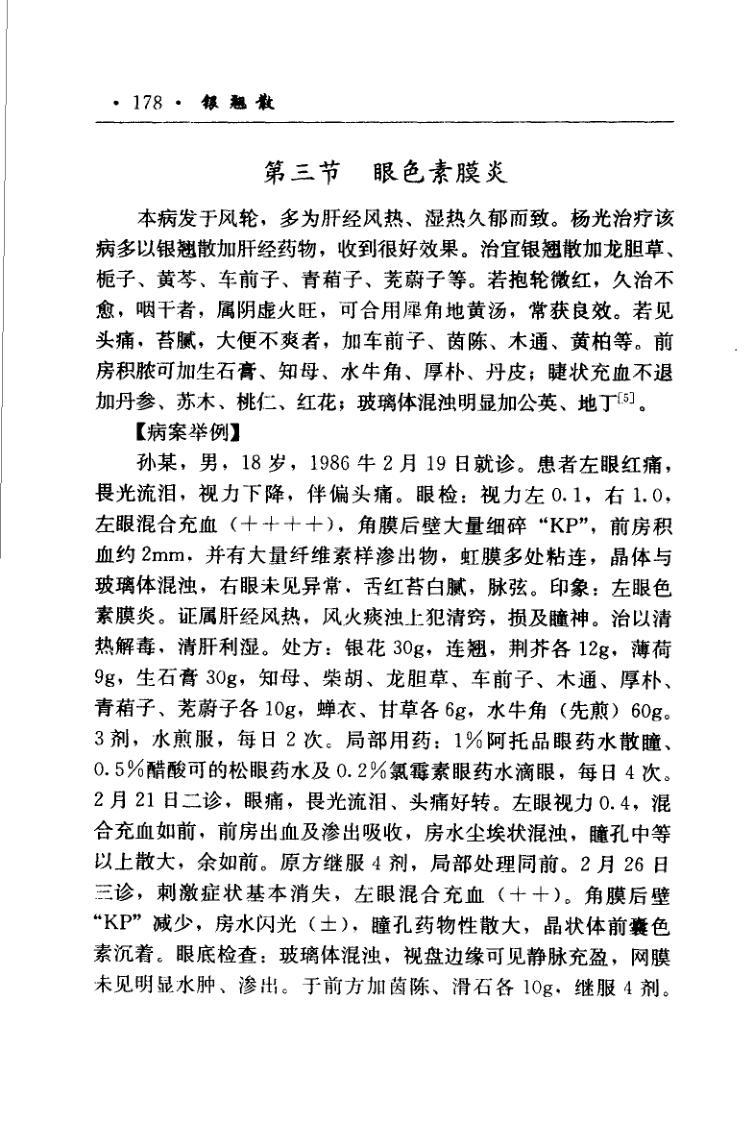 · 178 · 银翘散
第三节 眼色素膜炎
本病发于风轮，多为肝经风热、湿热久郁而致。杨光治疗该
病多以银翘散加肝经药物，收到很好效果。治宜银翘散加龙胆草、
栀子、黄芩、车前子、青葙子、茺蔚子等。若抱轮微红，久治不
愈，咽干者，属阴虚火旺，可合用犀角地黄汤，常获良效。若见
头痛，苔腻，大便不爽者，加车前子、茵陈、木通、黄柏等。前
房积脓可加生石膏、知母、水牛角、厚朴、丹皮；睫状充血不退
加丹参、苏木、桃仁、红花；玻璃体混浊明显加公英、地丁〔5〕。
【病案举例】
孙某，男，18岁，1986年2月19日就诊。患者左眼红痛，
畏光流泪，视力下降，伴偏头痛。眼检：视力左0.1，右1.0，
左眼混合充血（＋＋＋＋），角膜后壁大量细碎“KP”，前房积
血约2mm，并有大量纤维素样渗出物，虹膜多处粘连，晶体与
玻璃体混浊，右眼未见异常．舌红苔白腻，脉弦。印象：左眼色
素膜炎。证属肝经风热，风火痰浊上犯清窍，损及瞳神。治以清
热解毒，清肝利湿。处方：银花30g，连翘，荆芥各12g，薄荷
9g，生石膏30g，知母、柴胡、龙胆草、车前子、木通、厚朴、
青葙子、茺蔚子各10g，蝉衣、甘草各6g，水牛角（先煎）60g。
3剂，水煎服，每日2次。局部用药：1％阿托品眼药水散瞳、
0.5％醋酸可的松眼药水及0.2％氯霉素眼药水滴眼，每日4次。
2月21日二诊，眼痛，畏光流泪、头痛好转。左眼视力0.4，混
合充血如前，前房出血及渗出吸收，房水尘埃状混浊，瞳孔中等
以上散大，余如前。原方继服4剂，局部处理同前。2月26日
三诊，刺激症状基本消失，左眼混合充血（＋＋）。角膜后壁
“KP”减少，房水闪光（±），瞳孔药物性散大，晶状体前囊色
素沉着。眼底检查：玻璃体混浊，视盘边缘可见静脉充盈，网膜
未见明显水肿、渗出。于前方加茵陈、滑石各10g，继服4剂。